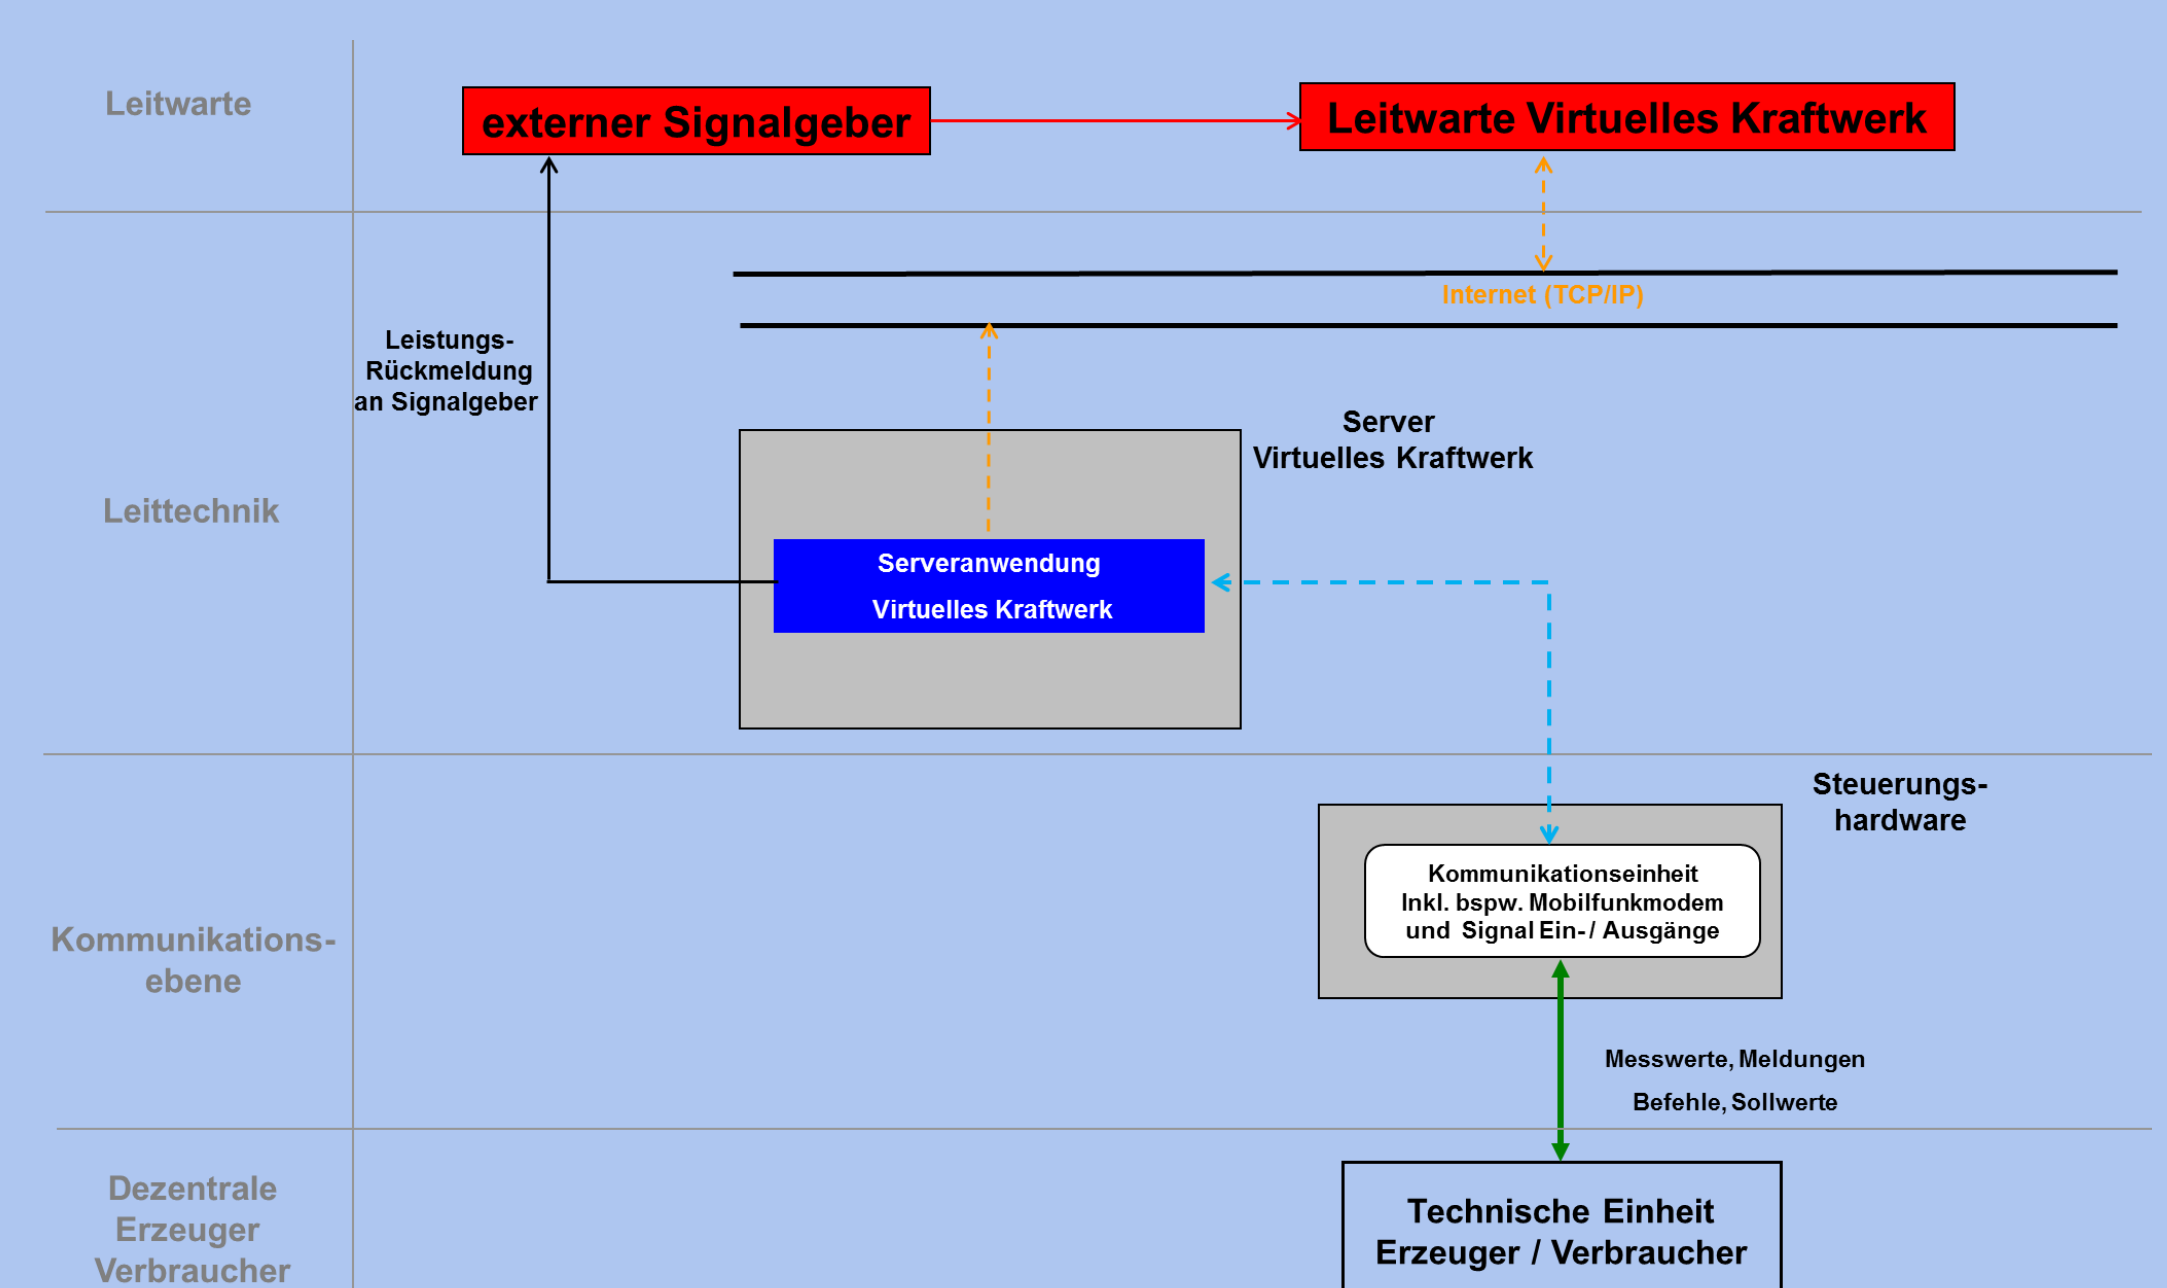 Leitwarte
externer Signalgeber
Leitwarte Virtuelles Kraftwerk
Internet (TCP/IP)
Leistungs-
Rückmeldung
an Signalgeber
Server
Virtuelles Kraftwerk
Leittechnik
Serveranwendung
Virtuelles Kraftwerk
Steuerungs-
hardware
Kommunikations-
ebene
Kommunikationseinheit
Inkl. bspw. Mobilfunkmodem
und Signal Ein- / Ausgänge
Messwerte, Meldungen
Befehle, Sollwerte
Dezentrale
Erzeuger
Verbraucher
Technische Einheit
Erzeuger / Verbraucher